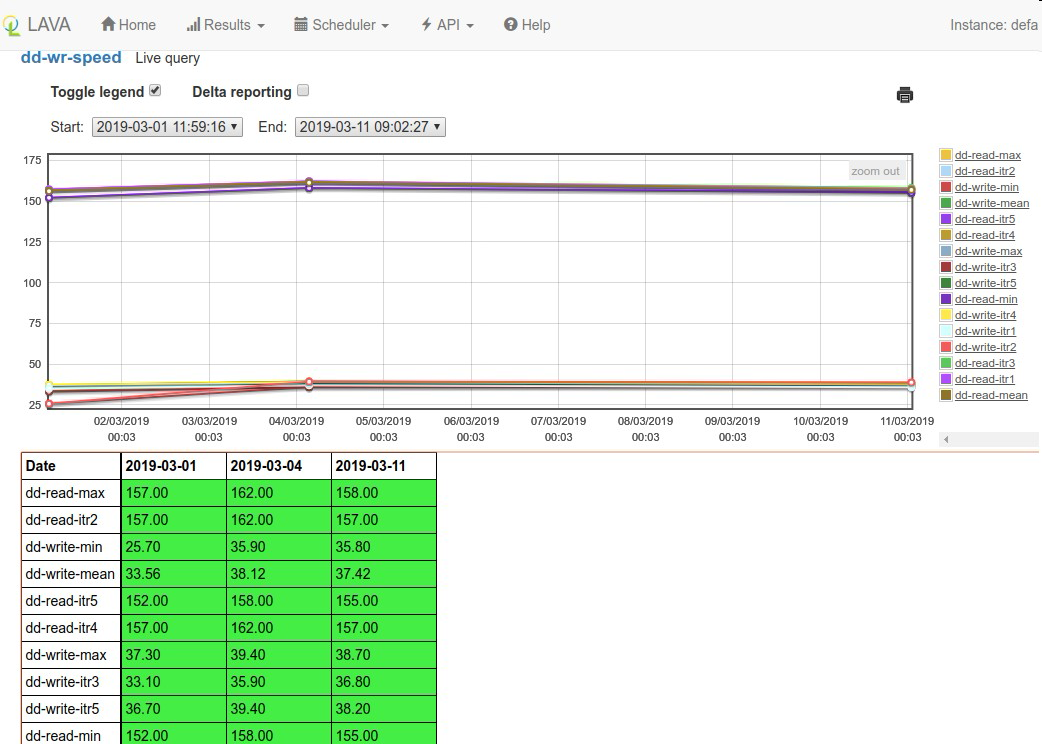 LAVA Home Results Scheduler API Help Instance: defa
dd-wr-speed Live query
Toggle legend Delta reporting
Start: 2019-03-01 11:59:16 End: 2019-03-11 09:02:27
zoom out
175
150
125
100
75
50
25
02/03/2019 03/03/2019 04/03/2019 05/03/2019 06/03/2019 07/03/2019 08/03/2019 09/03/2019 10/03/2019 11/03/2019
00:03 00:03 00:03 00:03 00:03 00:03 00:03 00:03 00:03 00:03
dd-read-max
dd-read-itr2
dd-write-min
dd-write-mean
dd-read-itr5
dd-read-itr4
dd-write-max
dd-write-itr3
dd-write-itr5
dd-read-min
dd-write-itr4
dd-write-itr1
dd-write-itr2
dd-read-itr3
dd-read-itr1
dd-read-mean
Date 2019-03-01 2019-03-04 2019-03-11
dd-read-max 157.00 162.00 158.00
dd-read-itr2 157.00 162.00 157.00
dd-write-min 25.70 35.90 35.80
dd-write-mean 33.56 38.12 37.42
dd-read-itr5 152.00 158.00 155.00
dd-read-itr4 157.00 162.00 157.00
dd-write-max 37.30 39.40 38.70
dd-write-itr3 33.10 35.90 36.80
dd-write-itr5 36.70 39.40 38.20
dd-read-min 152.00 158.00 155.00